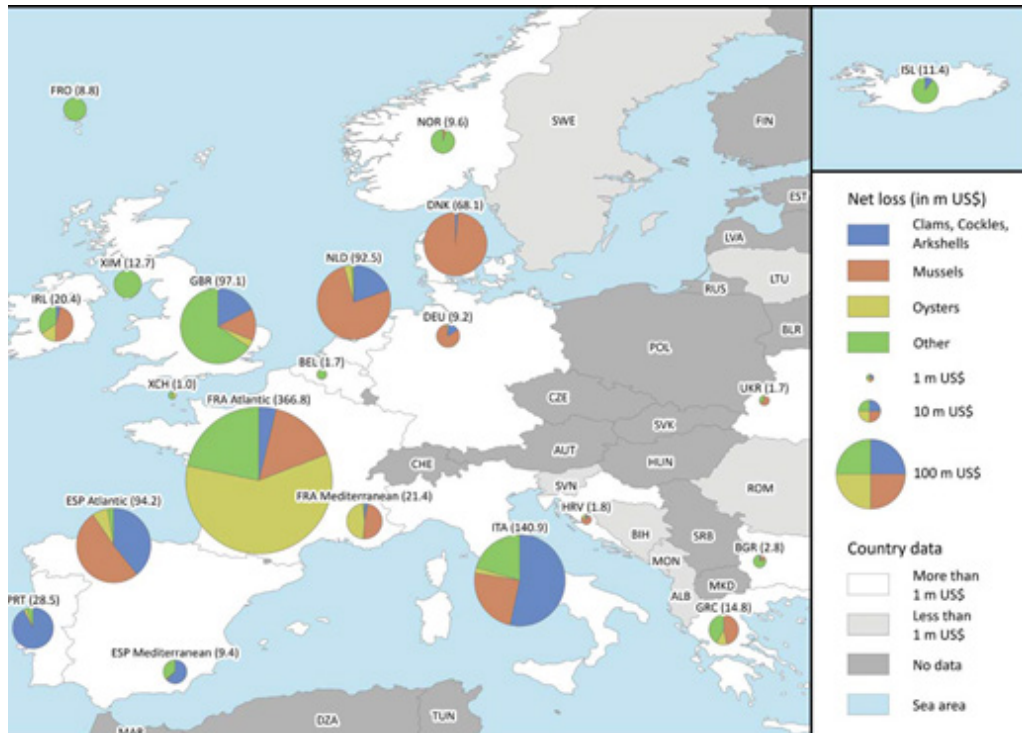 FRO (8.8)
NOR (9.6)
SWE
FIN
EST
DNK (68.1)
LVA
NLD (92.5)
LTU
RUS
XIM (12.7)
GBR (97.1)
IRL (20.4)
DEU (9.2)
BLR
POL
BEL (1.7)
XCH (1.0)
UKR (1.7)
FRA Atlantic (366.8)
CZE
SVK
AUT
HUN
CHE
SVN
ROM
FRA Mediterranean (21.4)
ESP Atlantic (94.2)
HRV (1.8)
ITA (140.9)
BIH
SRB
BGR (2.8)
MON
MKD
ALB
PRT (28.5)
GRC (14.8)
ESP Mediterranean (9.4)
DZA
TUN
MAR
ISL (11.4)
Net loss (in m US$)
Clams, Cockles,
Arkshells
Mussels
Oysters
Other
1 m US$
10 m US$
100 m US$
Country data
More than
1 m US$
Less than
1 m US$
No data
Sea area